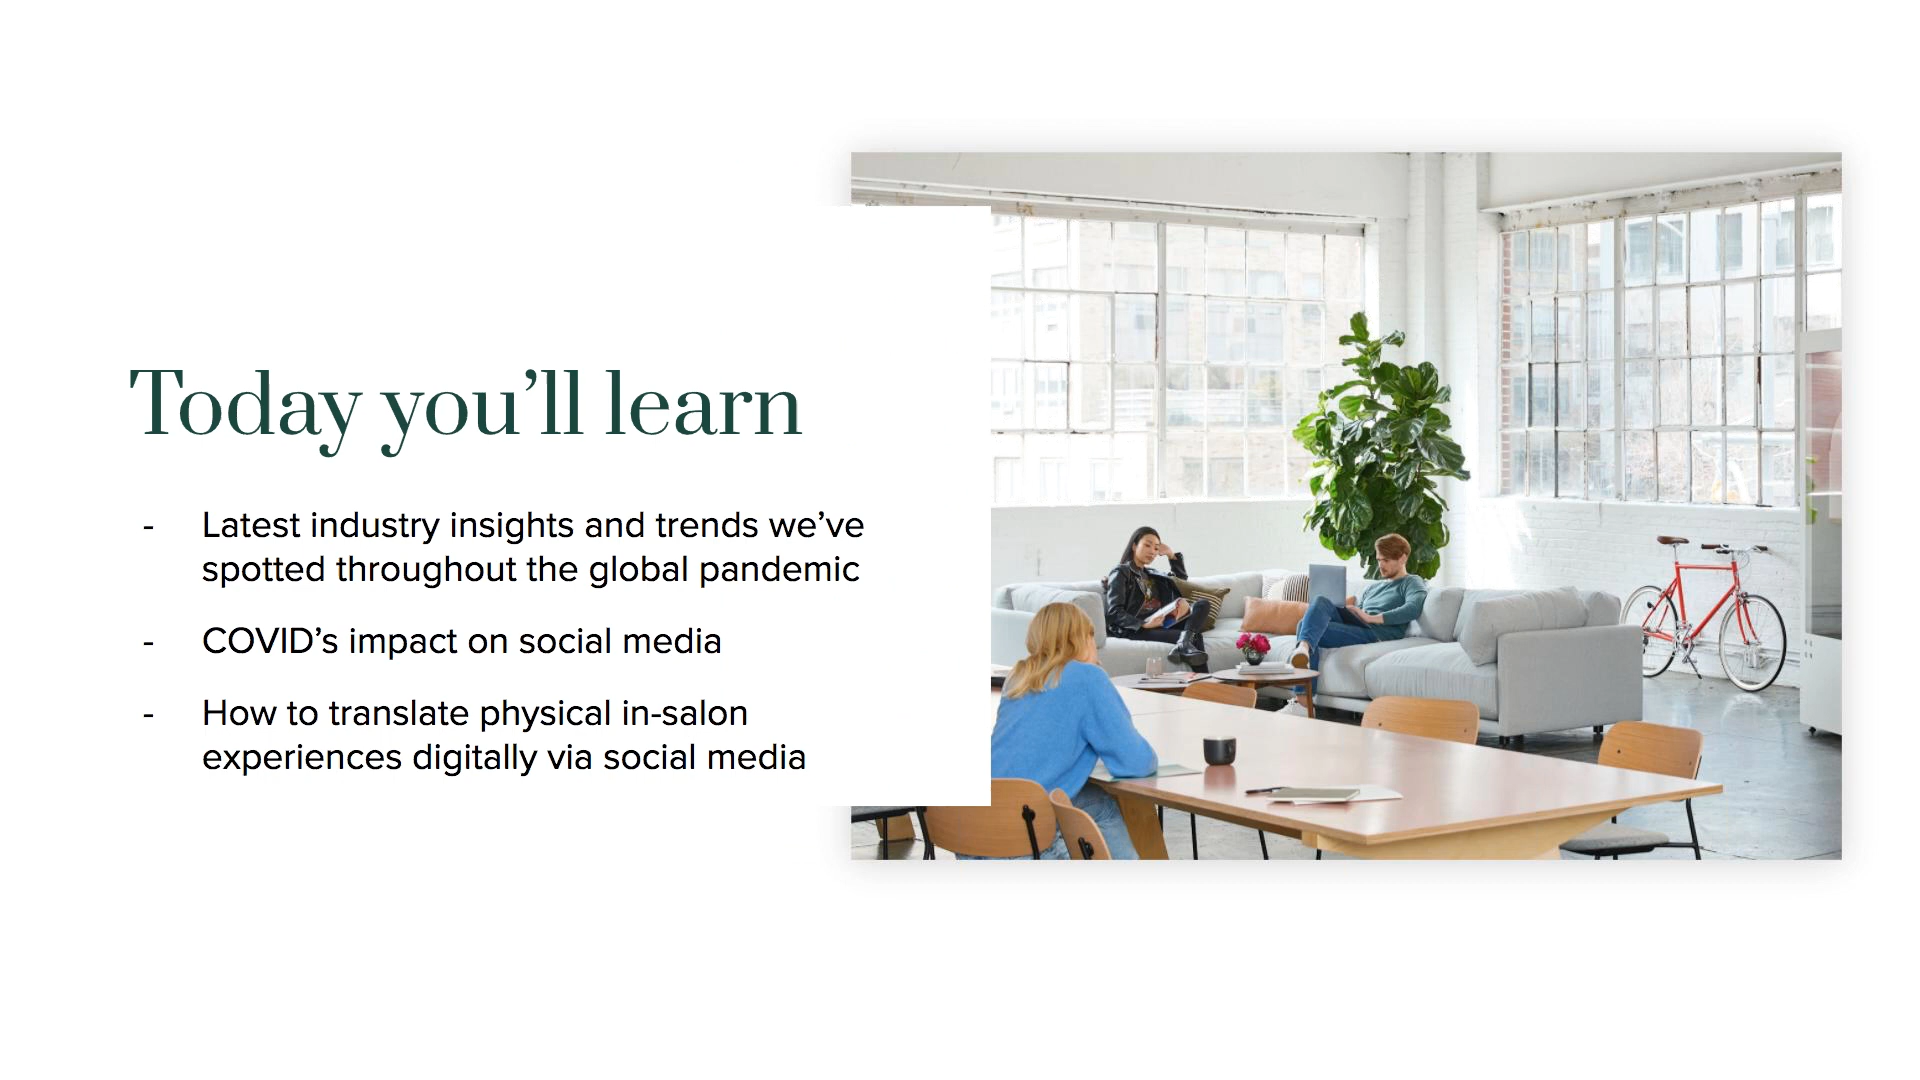 Today you’ll learn
- Latest industry insights and trends we’ve
spotted throughout the global pandemic
- COVID’s impact on social media
- How to translate physical in-salon
experiences digitally via social media